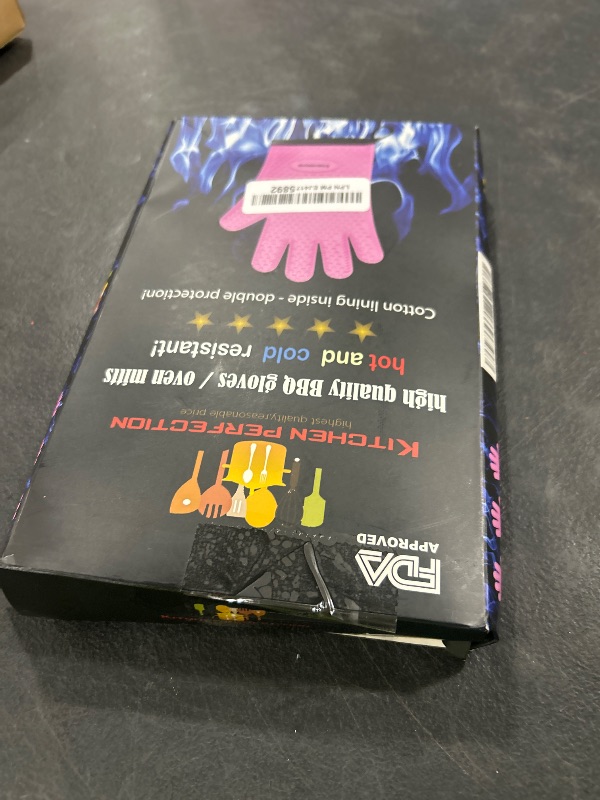 FDA
APPROVED
KITCHEN PERFECTION
highest quality,reasonable price
high quality BBQ gloves / oven mitts
hot and cold resistant!
Cotton lining inside - double protection!